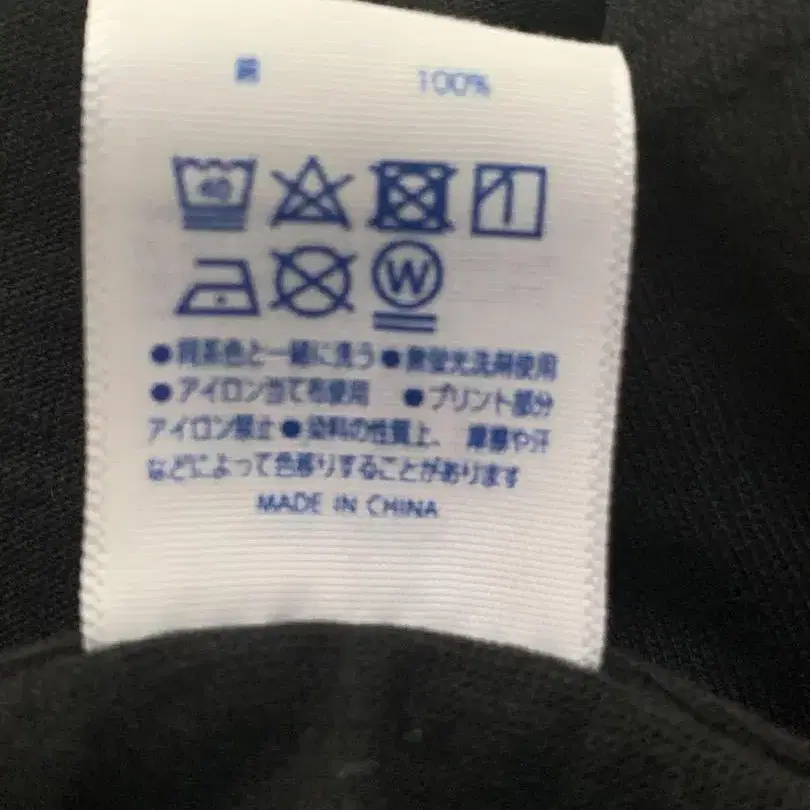 綿 100%
40
W
●同系色と一緒に洗う●無蛍光洗剤使用
●アイロン当て布使用 ●プリント部分
アイロン禁止●染料の性質上、摩擦や汗
などによって色移りすることがあります
MADE IN CHINA